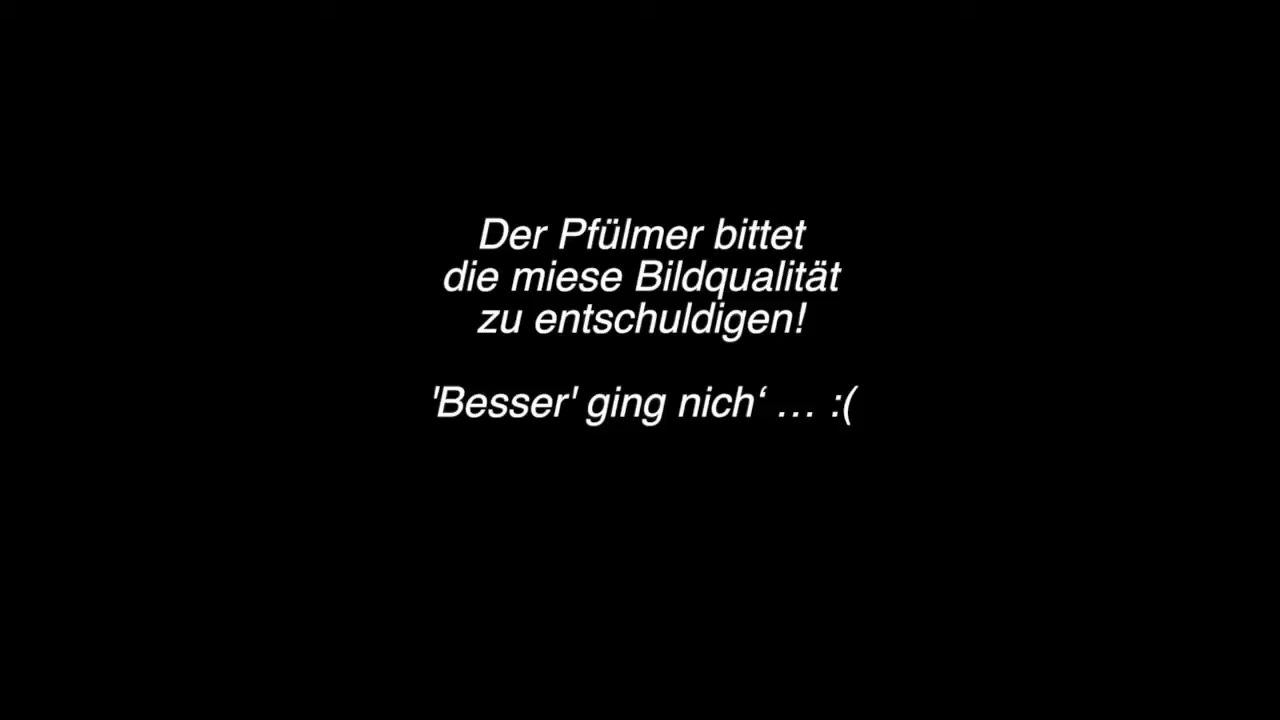 Der Pfülmer bittet
die miese Bildqualität
zu entschuldigen!
'Besser' ging nich‘ … :(